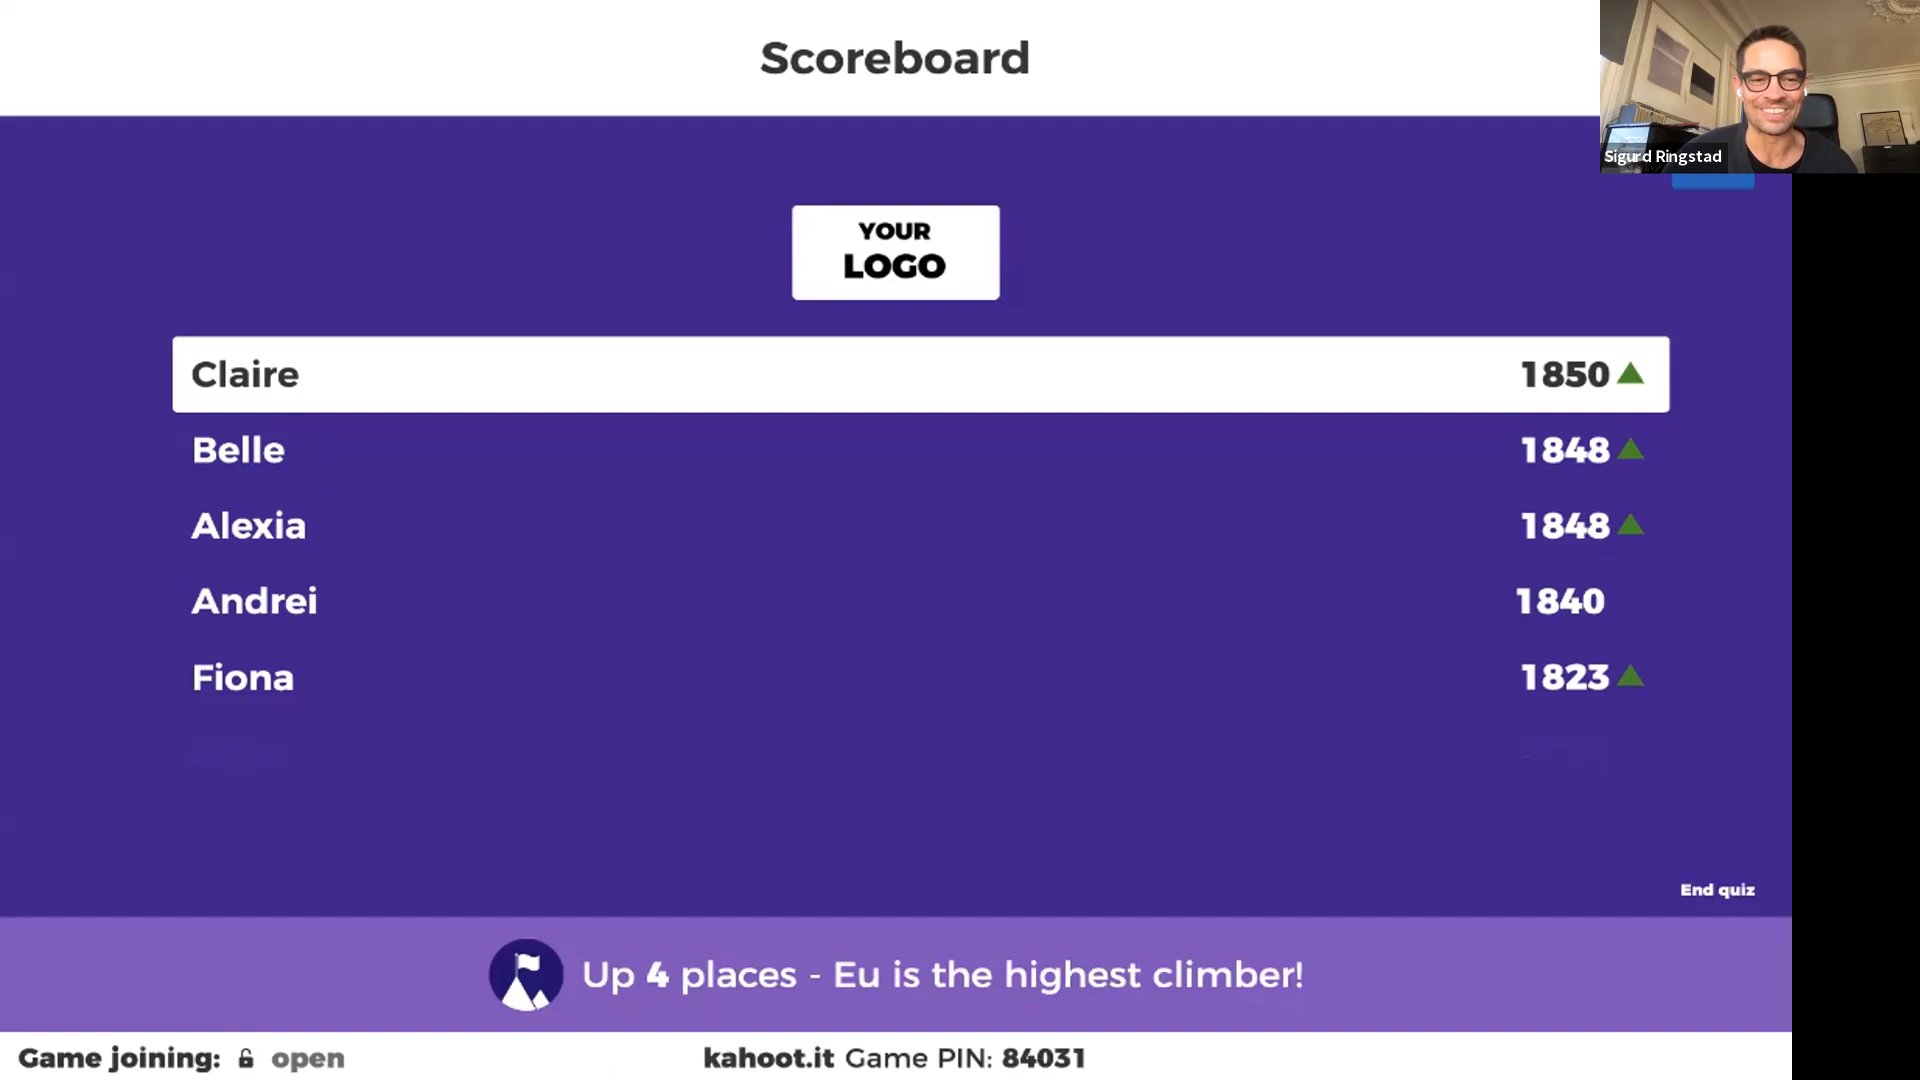 Scoreboard
Sigurd Ringstad
YOUR
LOGO
Claire 1850
Belle 1848
Alexia 1848
Andrei 1840
Fiona 1823
End quiz
Up 4 places - Eu is the highest climber!
Game joining: open kahoot.it Game PIN: 84031